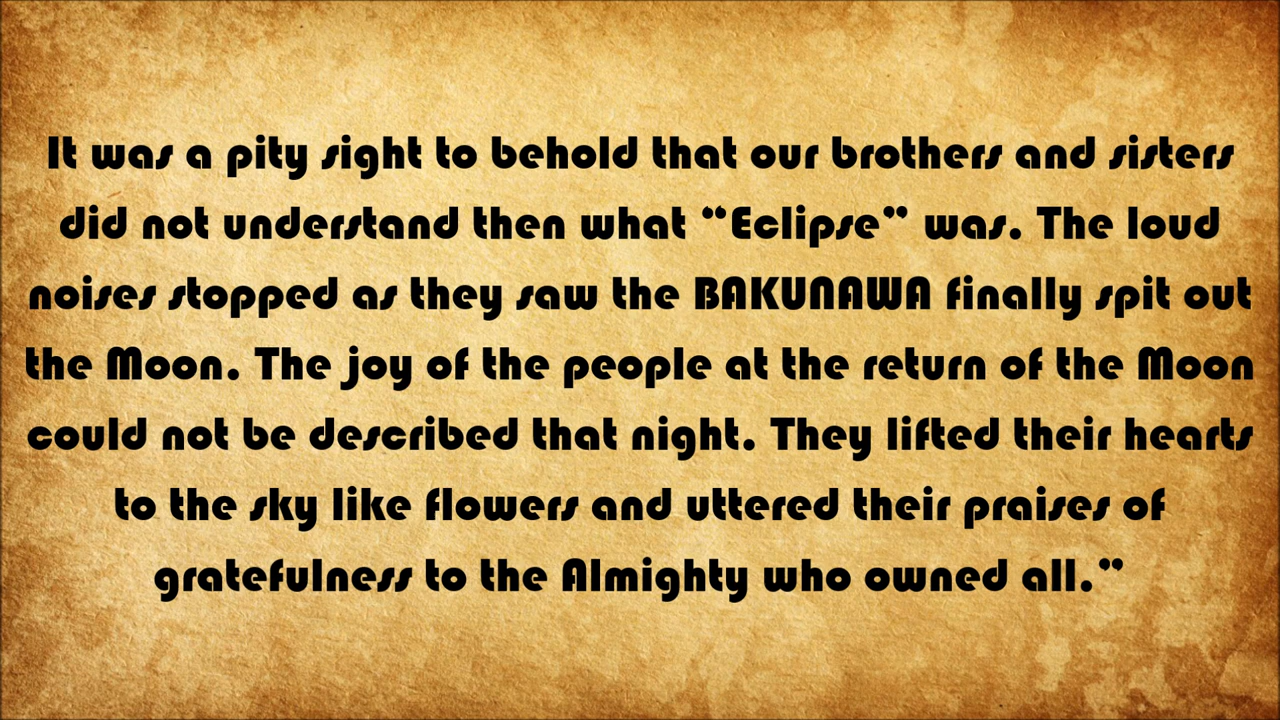 It was a pity sight to behold that our brothers and sisters
did not understand then what “Eclipse” was. The loud
noises stopped as they saw the BAKUNAWA finally spit out
the Moon. The joy of the people at the return of the Moon
could not be described that night. They lifted their hearts
to the sky like flowers and uttered their praises of
gratefulness to the Almighty who owned all.”